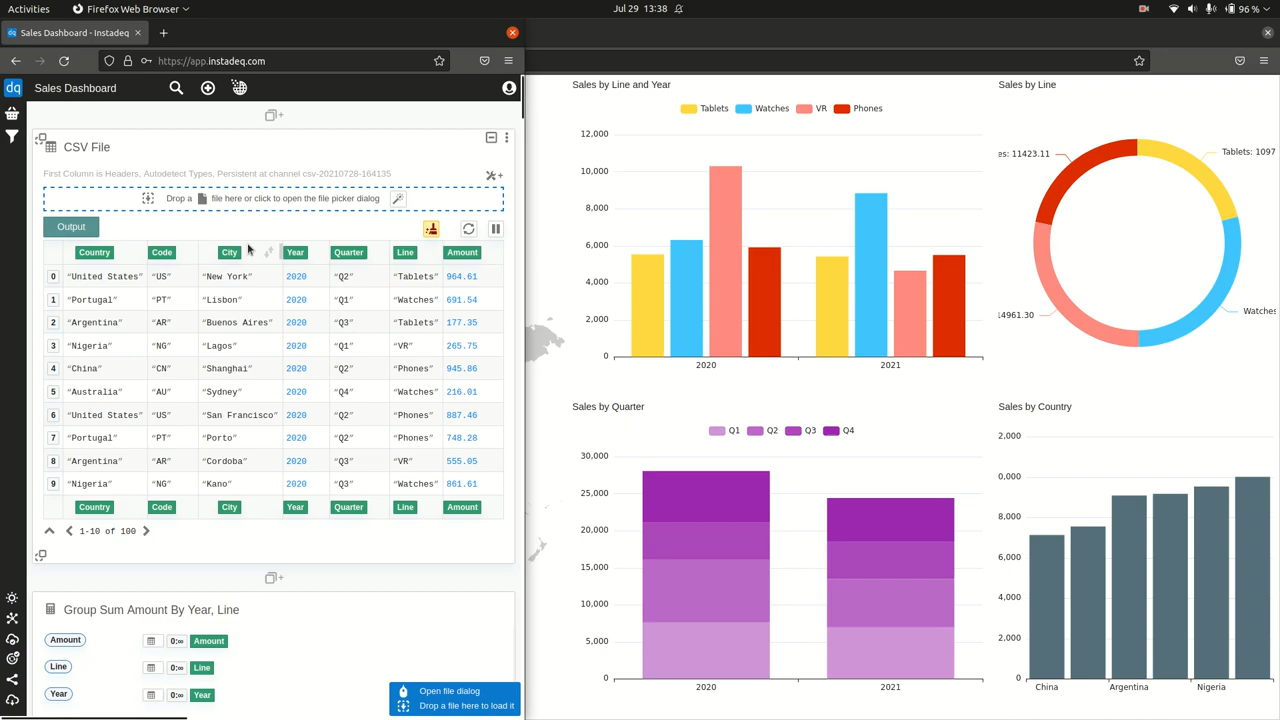 Activities
Firefox Web Browser
Jul 29 13:38
96 %
Sales Dashboard - Instadeq
https://app.instadeq.com
dq
Sales Dashboard
CSV File
First Column is Headers, Autodetect Types, Persistent at channel csv-20210728-164135
Drop a file here or click to open the file picker dialog
Output
Country Code City Year Quarter Line Amount
0 “United States” “US” “New York” 2020 “Q2” “Tablets” 964.61
1 “Portugal” “PT” “Lisbon” 2020 “Q1” “Watches” 691.54
2 “Argentina” “AR” “Buenos Aires” 2020 “Q3” “Tablets” 177.35
3 “Nigeria” “NG” “Lagos” 2020 “Q1” “VR” 265.75
4 “China” “CN” “Shanghai” 2020 “Q2” “Phones” 945.86
5 “Australia” “AU” “Sydney” 2020 “Q4” “Watches” 216.01
6 “United States” “US” “San Francisco” 2020 “Q2” “Phones” 887.46
7 “Portugal” “PT” “Porto” 2020 “Q2” “Phones” 748.28
8 “Argentina” “AR” “Cordoba” 2020 “Q3” “VR” 555.05
9 “Nigeria” “NG” “Kano” 2020 “Q3” “Watches” 861.61
Country Code City Year Quarter Line Amount
1-10 of 100
Group Sum Amount By Year, Line
Amount 0:∞ Amount
Line 0:∞ Line
Year 0:∞ Year
Open file dialog
Drop a file here to load it
Sales by Line and Year
Tablets Watches VR Phones
12,000
10,000
8,000
6,000
4,000
2,000
0
2020 2021
Sales by Line
es: 11423.11
Tablets: 1097
14961.30
Watches
Sales by Quarter
Q1 Q2 Q3 Q4
30,000
25,000
20,000
15,000
10,000
5,000
0
2020 2021
Sales by Country
2,000
0,000
8,000
6,000
4,000
2,000
0
China Argentina Nigeria